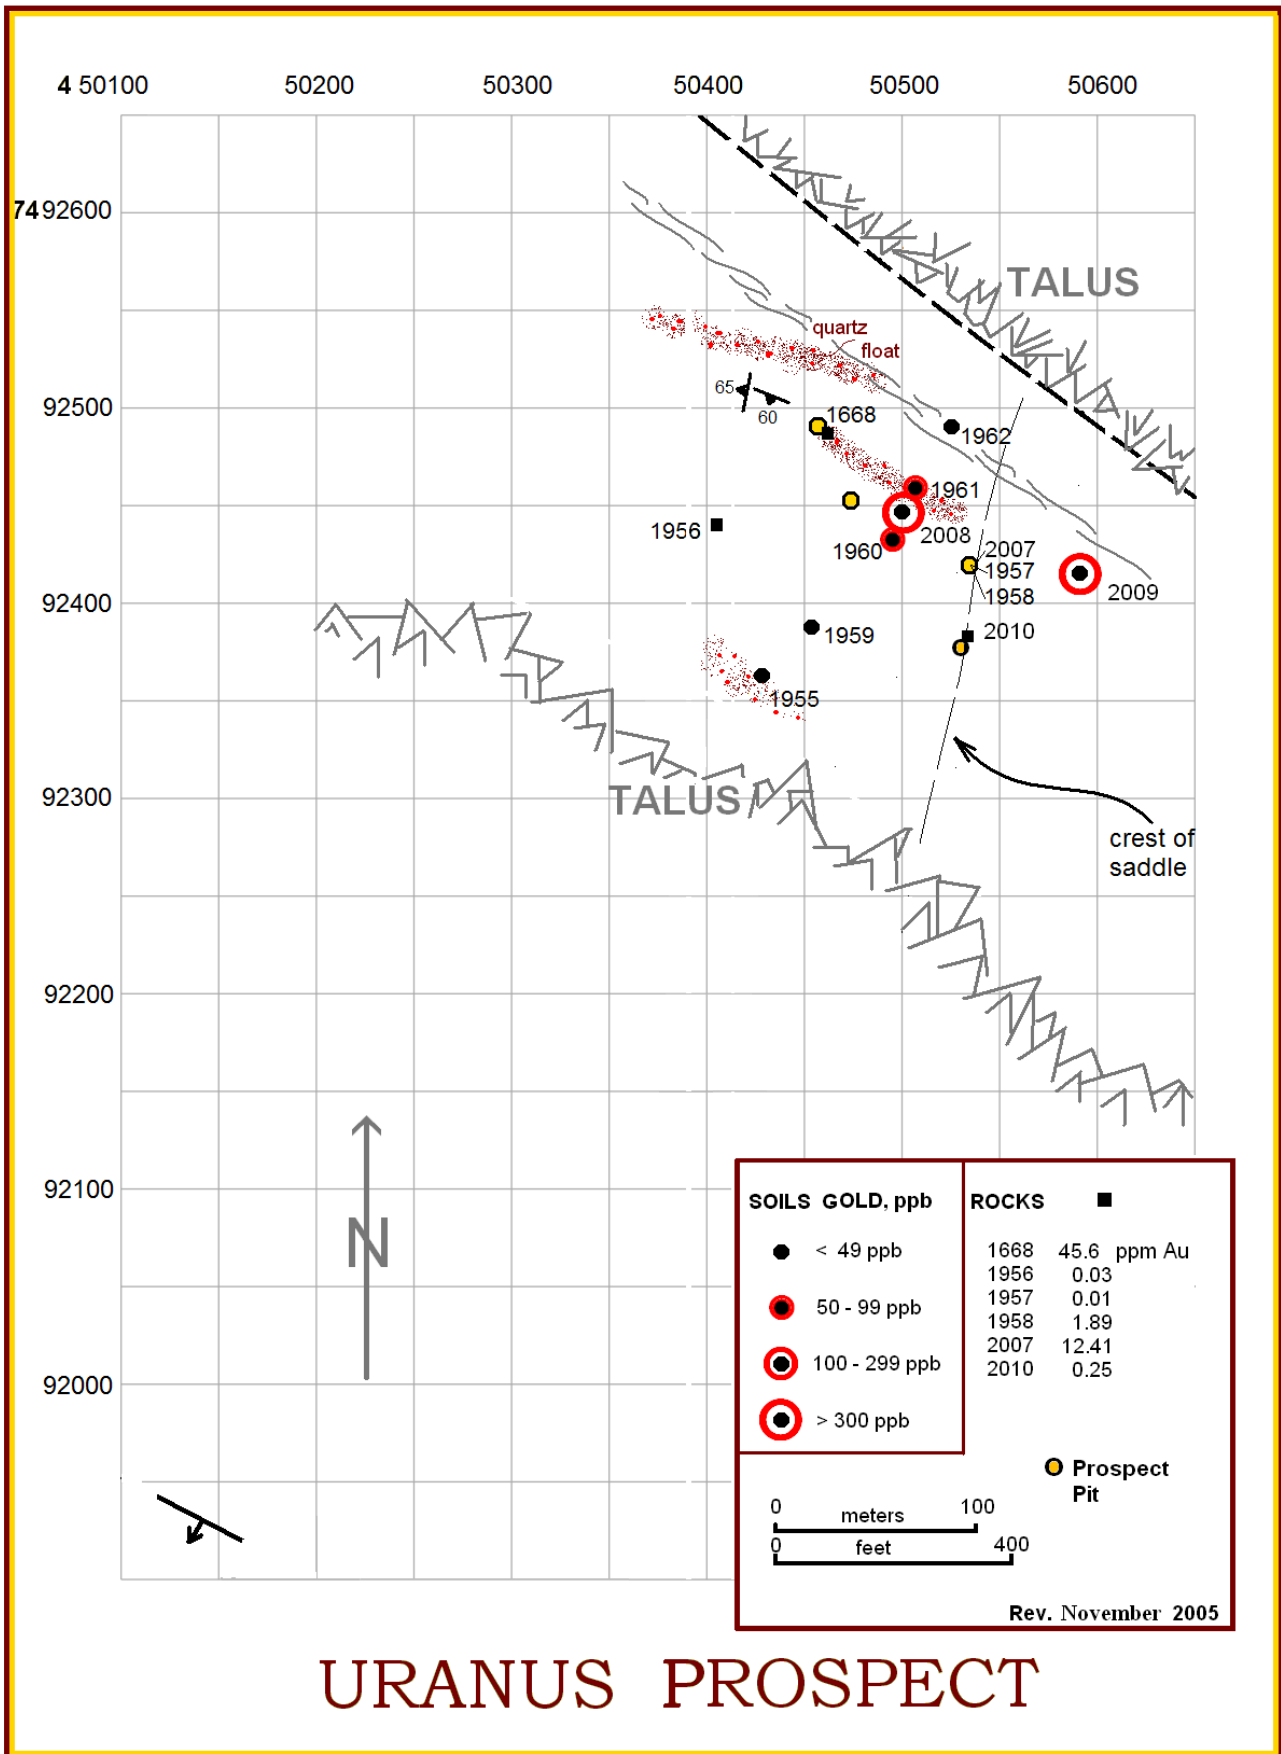 4 50100 50200 50300 50400 50500 50600
7492600
TALUS
quartz
float
92500
65
60
1668
1962
1961
1956
2008
1960
2007
1957
1958
2009
92400
2010
1959
1955
92300
TALUS
crest of
saddle
92200
92100
N
92000
SOILS GOLD, ppb
< 49 ppb
50 - 99 ppb
100 - 299 ppb
> 300 ppb
ROCKS
1668 45.6 ppm Au
1956 0.03
1957 0.01
1958 1.89
2007 12.41
2010 0.25
Prospect
Pit
0 meters 100
0 feet 400
Rev. November 2005
URANUS PROSPECT